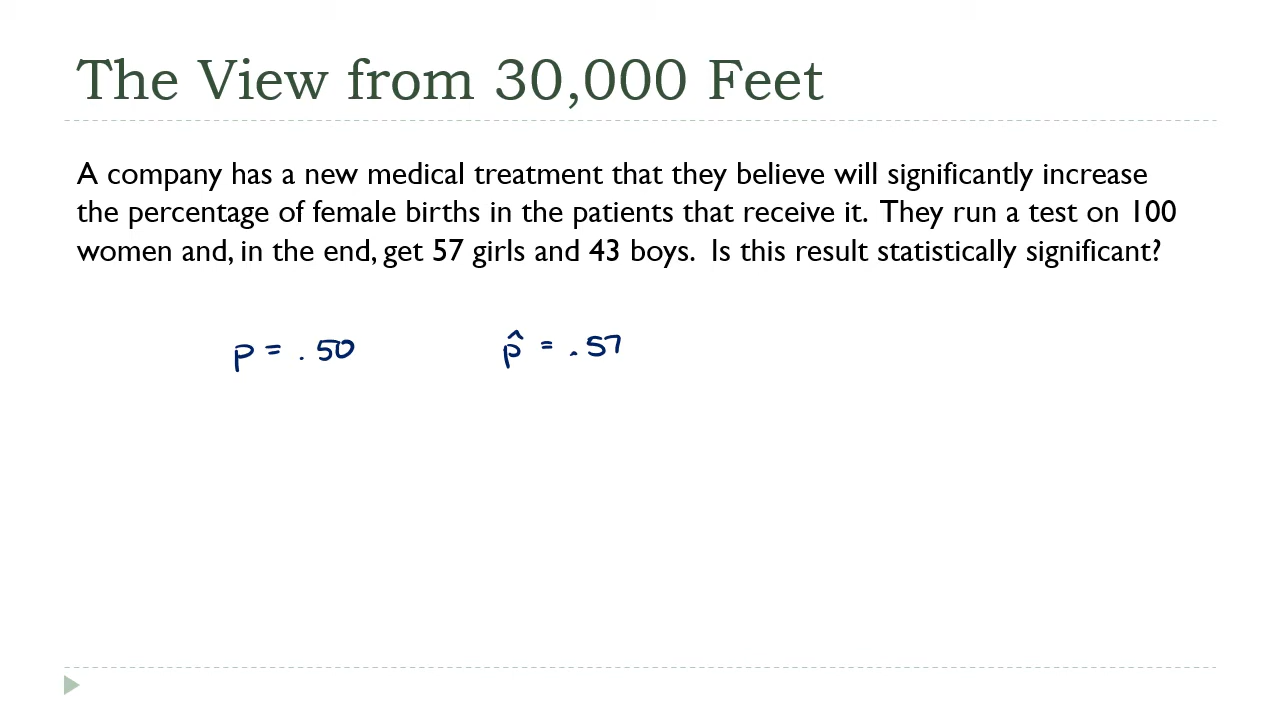 The View from 30,000 Feet
A company has a new medical treatment that they believe will significantly increase
the percentage of female births in the patients that receive it. They run a test on 100
women and, in the end, get 57 girls and 43 boys. Is this result statistically significant?
p = .50 p̂ = .57